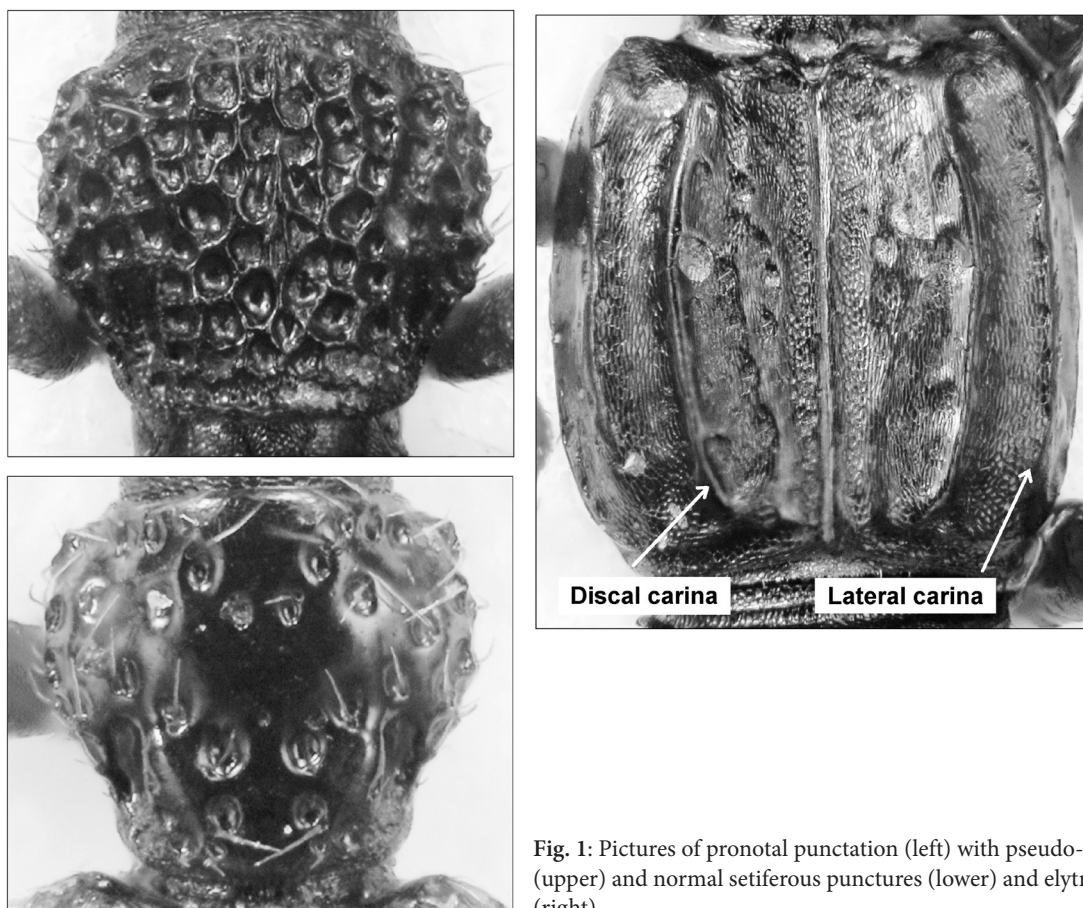 Discal carina
Lateral carina
Fig. 1: Pictures of pronotal punctation (left) with pseudo-
(upper) and normal setiferous punctures (lower) and elytr
(right)